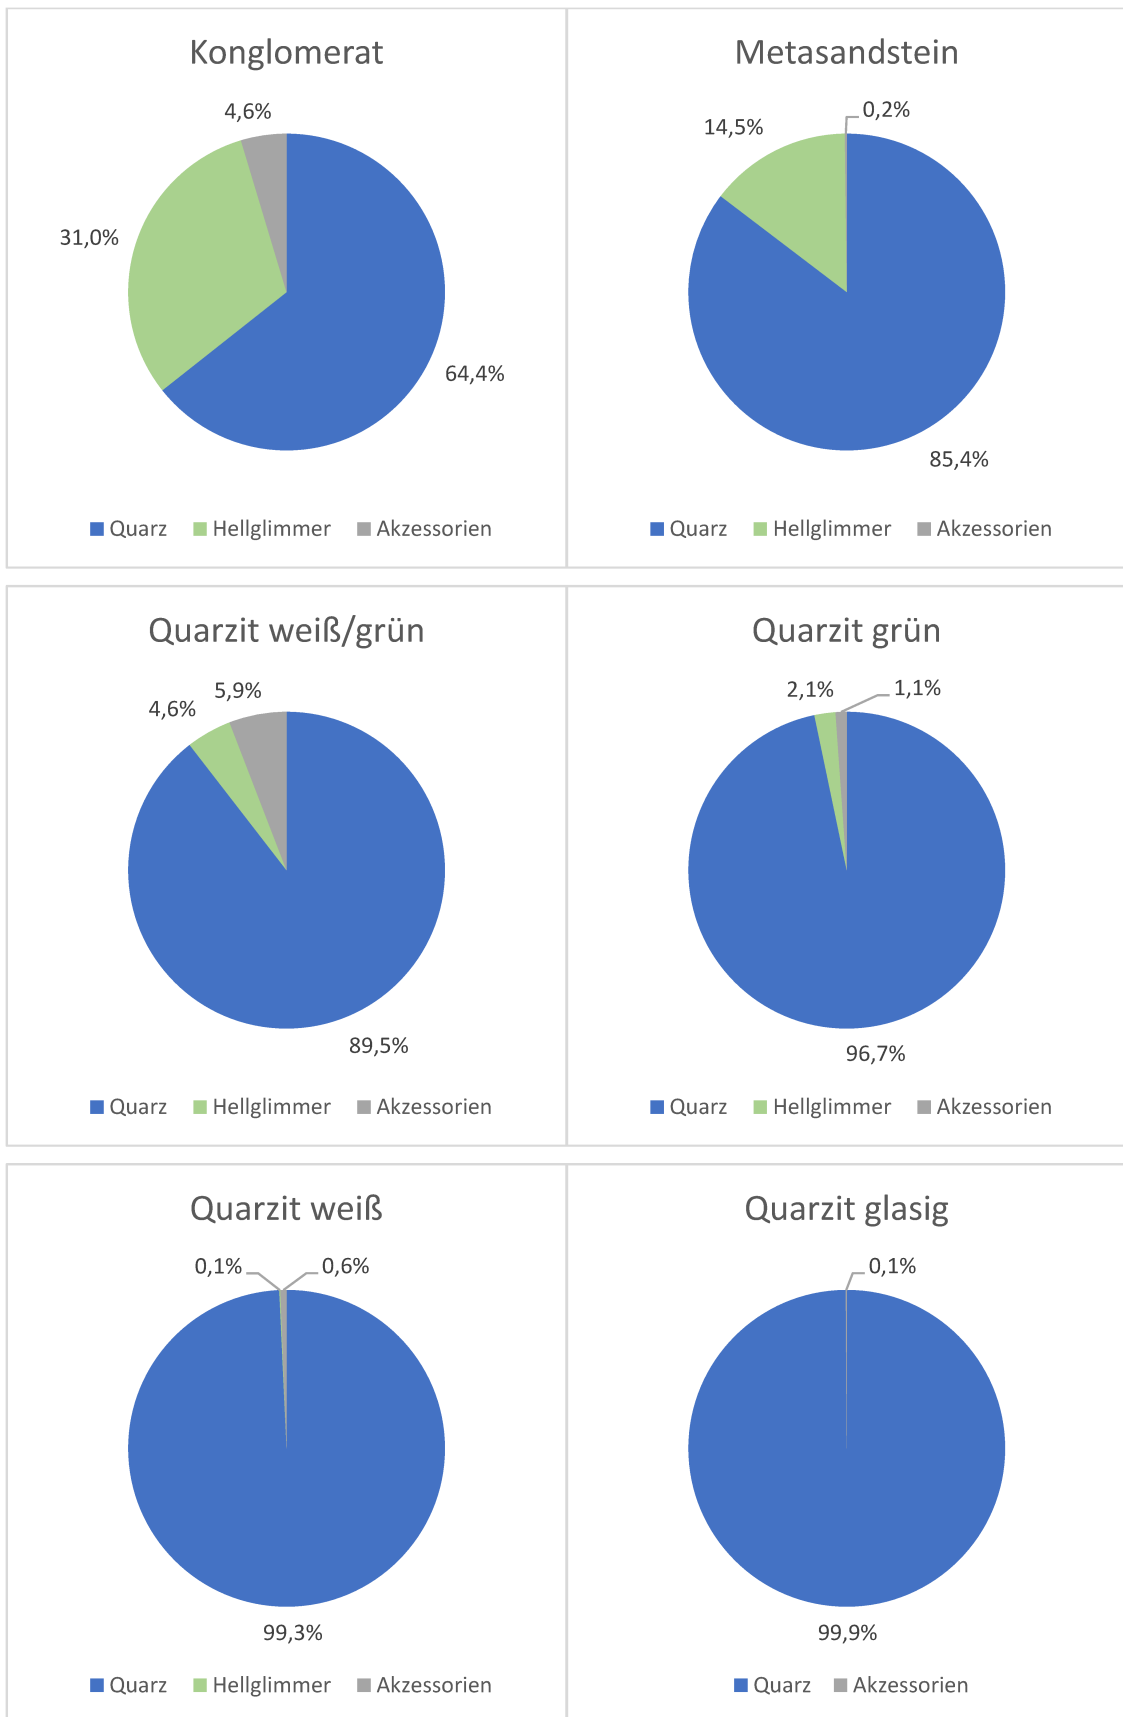 Konglomerat
4,6%
31,0%
64,4%
Quarz Hellglimmer Akzessorien
Metasandstein
0,2%
14,5%
85,4%
Quarz Hellglimmer Akzessorien
Quarzit weiß/grün
5,9%
4,6%
89,5%
Quarz Hellglimmer Akzessorien
Quarzit grün
2,1% 1,1%
96,7%
Quarz Hellglimmer Akzessorien
Quarzit weiß
0,1% 0,6%
99,3%
Quarz Hellglimmer Akzessorien
Quarzit glasig
0,1%
99,9%
Quarz Akzessorien